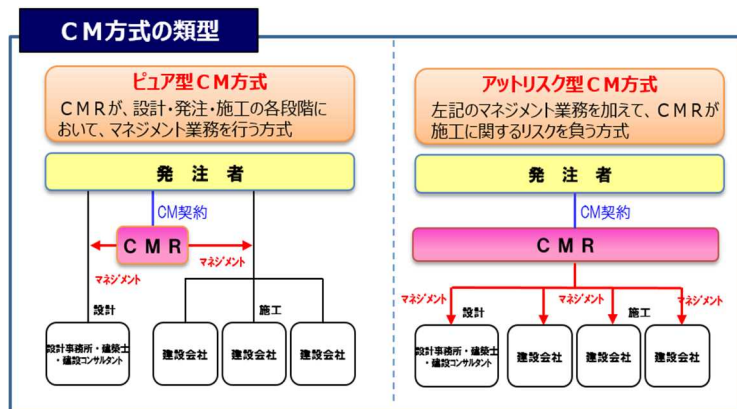 CM方式の類型
ピュア型CM方式
CMRが、設計・発注・施工の各段階に
おいて、マネジメント業務を行う方式
発注者
CM契約
CMR
マネジメント
マネジメント
設計
施工
設計事務所・建築士
・建設コンサルタント
建設会社
建設会社
建設会社
アットリスク型CM方式
左記のマネジメント業務を加えて、CMRが
施工に関するリスクを負う方式
発注者
CM契約
CMR
マネジメント
マネジメント
マネジメント
設計
施工
設計事務所・建築士
・建設コンサルタント
建設会社
建設会社
建設会社